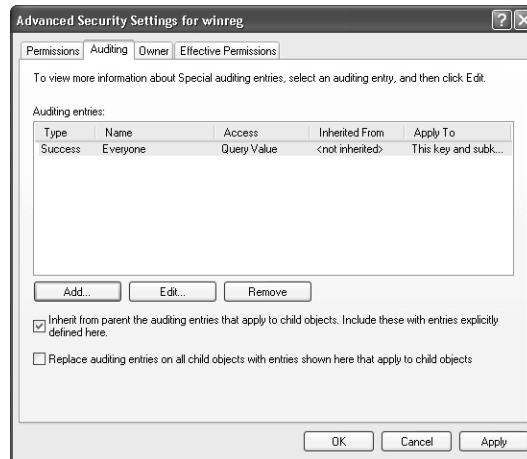 Advanced Security Settings for winreg
Permissions Auditing Owner Effective Permissions
To view more information about Special auditing entries, select an auditing entry, and then click Edit.
Auditing entries:
Type Name Access Inherited From Apply To
Success Everyone Query Value <not inherited> This key and subk...
Add... Edit... Remove
Inherit from parent the auditing entries that apply to child objects. Include these with entries explicitly
defined here.
Replace auditing entries on all child objects with entries shown here that apply to child objects
OK Cancel Apply